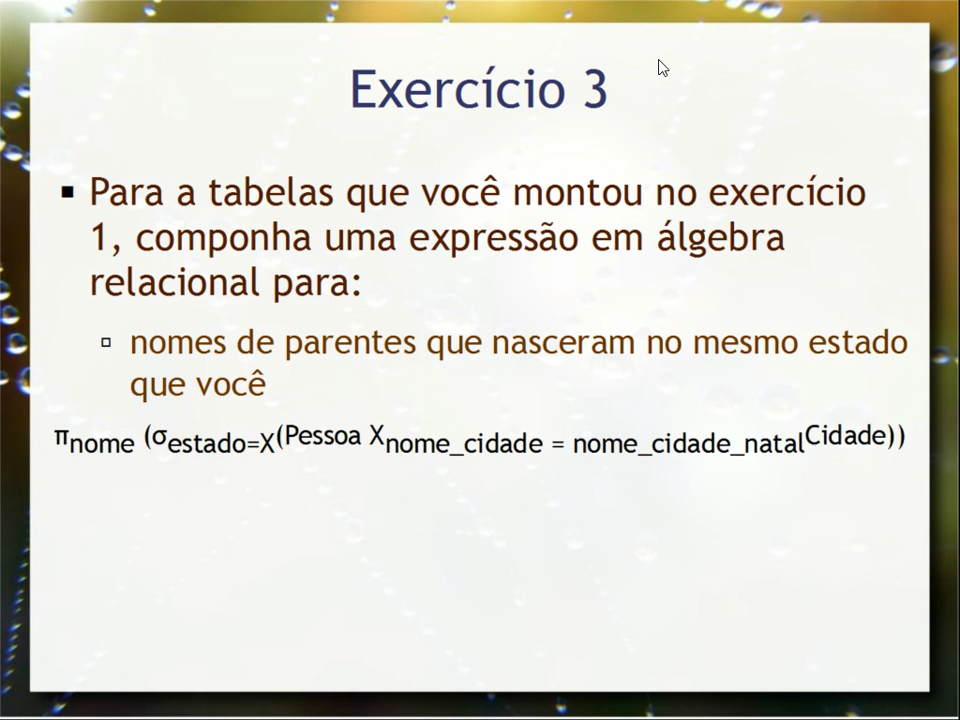 Exercício 3
▪ Para a tabelas que você montou no exercício
1, componha uma expressão em álgebra
relacional para:
▫ nomes de parentes que nasceram no mesmo estado
que você
πnome (σestado=X(Pessoa Xnome_cidade = nome_cidade_natalCidade))